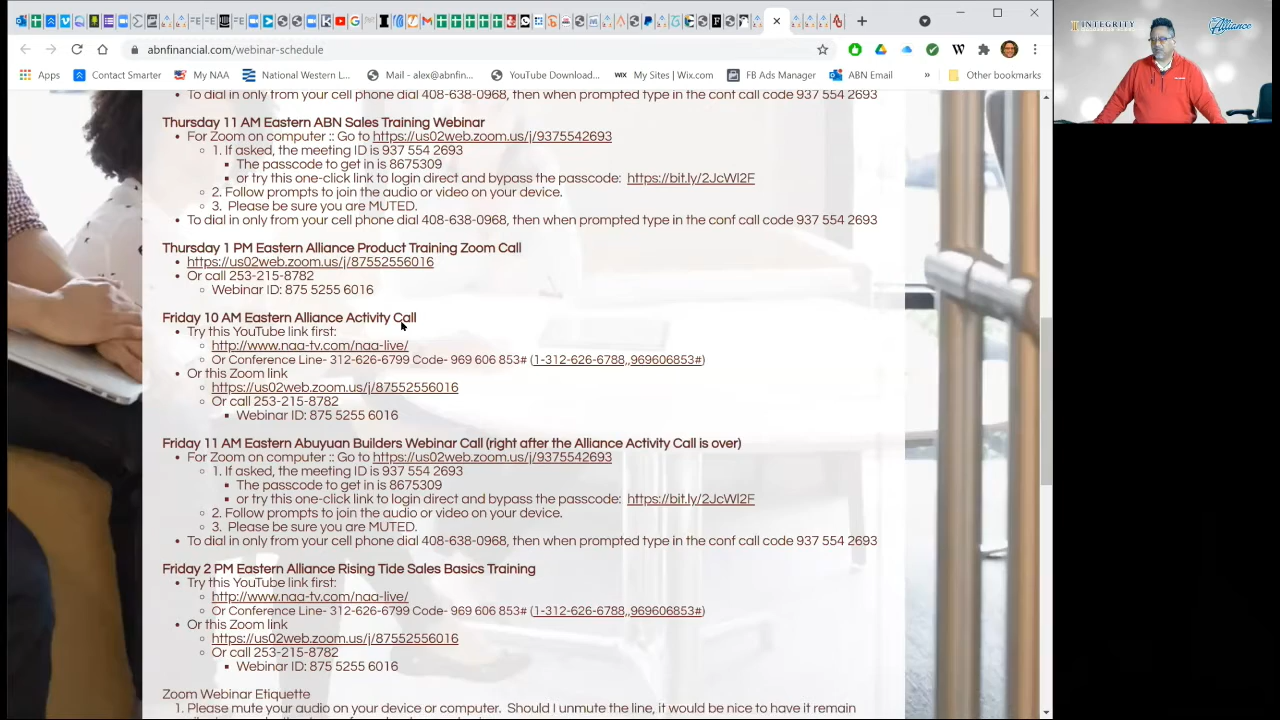 abnfinancial.com/webinar-schedule
Apps Contact Smarter My NAA National Western L... Mail - alex@abnfin... YouTube Download... WIX My Sites | Wix.com FB Ads Manager ABN Email » Other bookmarks
INTEGRITY
Alliance
• To dial in only from your cell phone dial 408-638-0968, then when prompted type in the conf call code 937 554 2693
Thursday 11 AM Eastern ABN Sales Training Webinar
• For Zoom on computer :: Go to https://us02web.zoom.us/j/9375542693
1. If asked, the meeting ID is 937 554 2693
The passcode to get in is 8675309
or try this one-click link to login direct and bypass the passcode: https://bit.ly/2JcWl2F
2. Follow prompts to join the audio or video on your device.
3. Please be sure you are MUTED.
• To dial in only from your cell phone dial 408-638-0968, then when prompted type in the conf call code 937 554 2693
Thursday 1 PM Eastern Alliance Product Training Zoom Call
• https://us02web.zoom.us/j/87552556016
• Or call 253-215-8782
Webinar ID: 875 5255 6016
Friday 10 AM Eastern Alliance Activity Call
• Try this YouTube link first:
http://www.naa-tv.com/naa-live/
Or Conference Line- 312-626-6799 Code- 969 606 853# (1-312-626-6788,,969606853#)
• Or this Zoom link
https://us02web.zoom.us/j/87552556016
Or call 253-215-8782
Webinar ID: 875 5255 6016
Friday 11 AM Eastern Abuyuan Builders Webinar Call (right after the Alliance Activity Call is over)
• For Zoom on computer :: Go to https://us02web.zoom.us/j/9375542693
1. If asked, the meeting ID is 937 554 2693
The passcode to get in is 8675309
or try this one-click link to login direct and bypass the passcode: https://bit.ly/2JcWl2F
2. Follow prompts to join the audio or video on your device.
3. Please be sure you are MUTED.
• To dial in only from your cell phone dial 408-638-0968, then when prompted type in the conf call code 937 554 2693
Friday 2 PM Eastern Alliance Rising Tide Sales Basics Training
• Try this YouTube link first:
http://www.naa-tv.com/naa-live/
Or Conference Line- 312-626-6799 Code- 969 606 853# (1-312-626-6788,,969606853#)
• Or this Zoom link
https://us02web.zoom.us/j/87552556016
Or call 253-215-8782
Webinar ID: 875 5255 6016
Zoom Webinar Etiquette
1. Please mute your audio on your device or computer. Should I unmute the line, it would be nice to have it remain